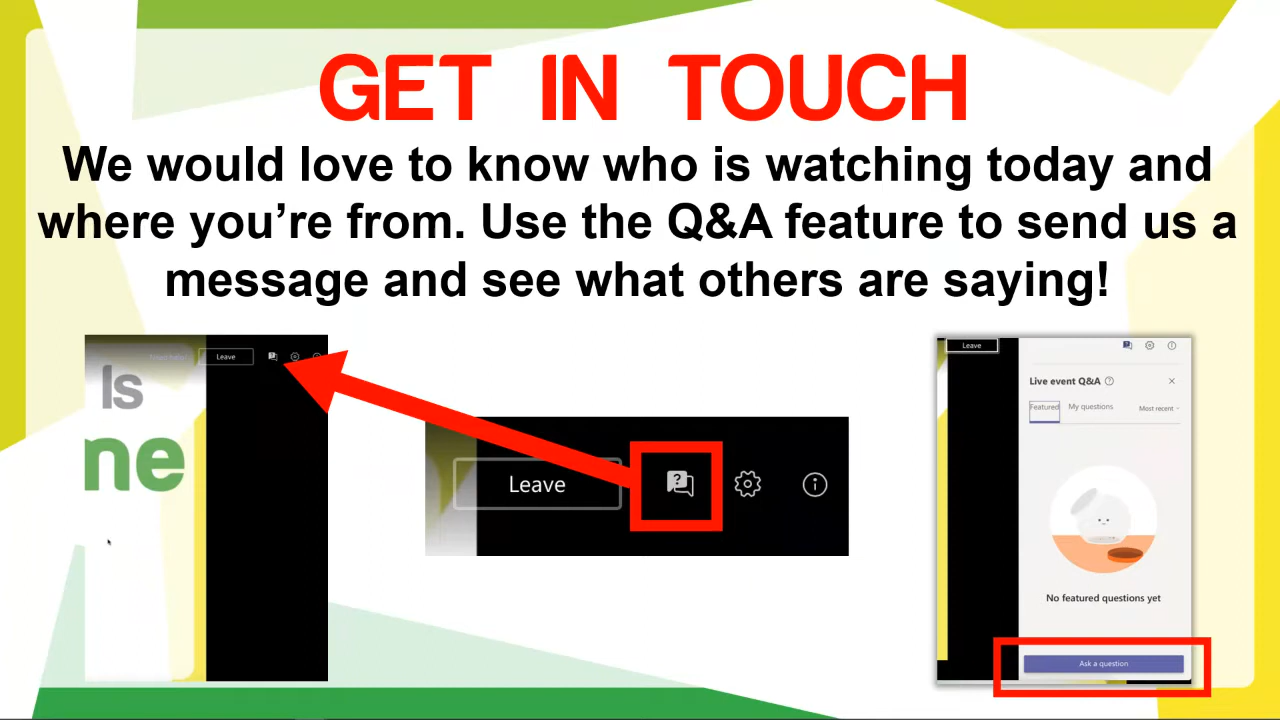 GET IN TOUCH
We would love to know who is watching today and
where you’re from. Use the Q&A feature to send us a
message and see what others are saying!
Leave
ls
ne
Leave
Leave
Live event Q&A
Featured My questions Most recent
No featured questions yet
Ask a question